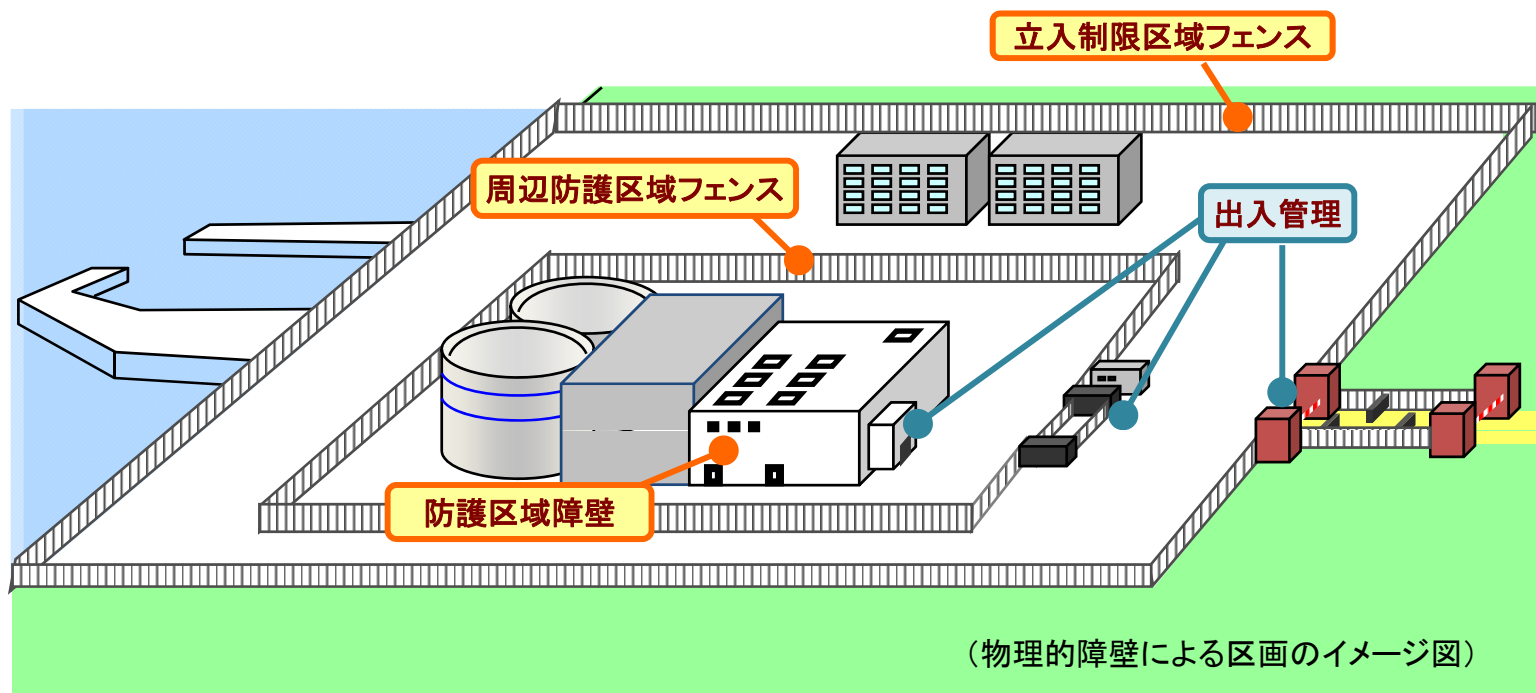 立入制限区域フェンス
周辺防護区域フェンス
出入管理
防護区域障壁
（物理的障壁による区画のイメージ図）